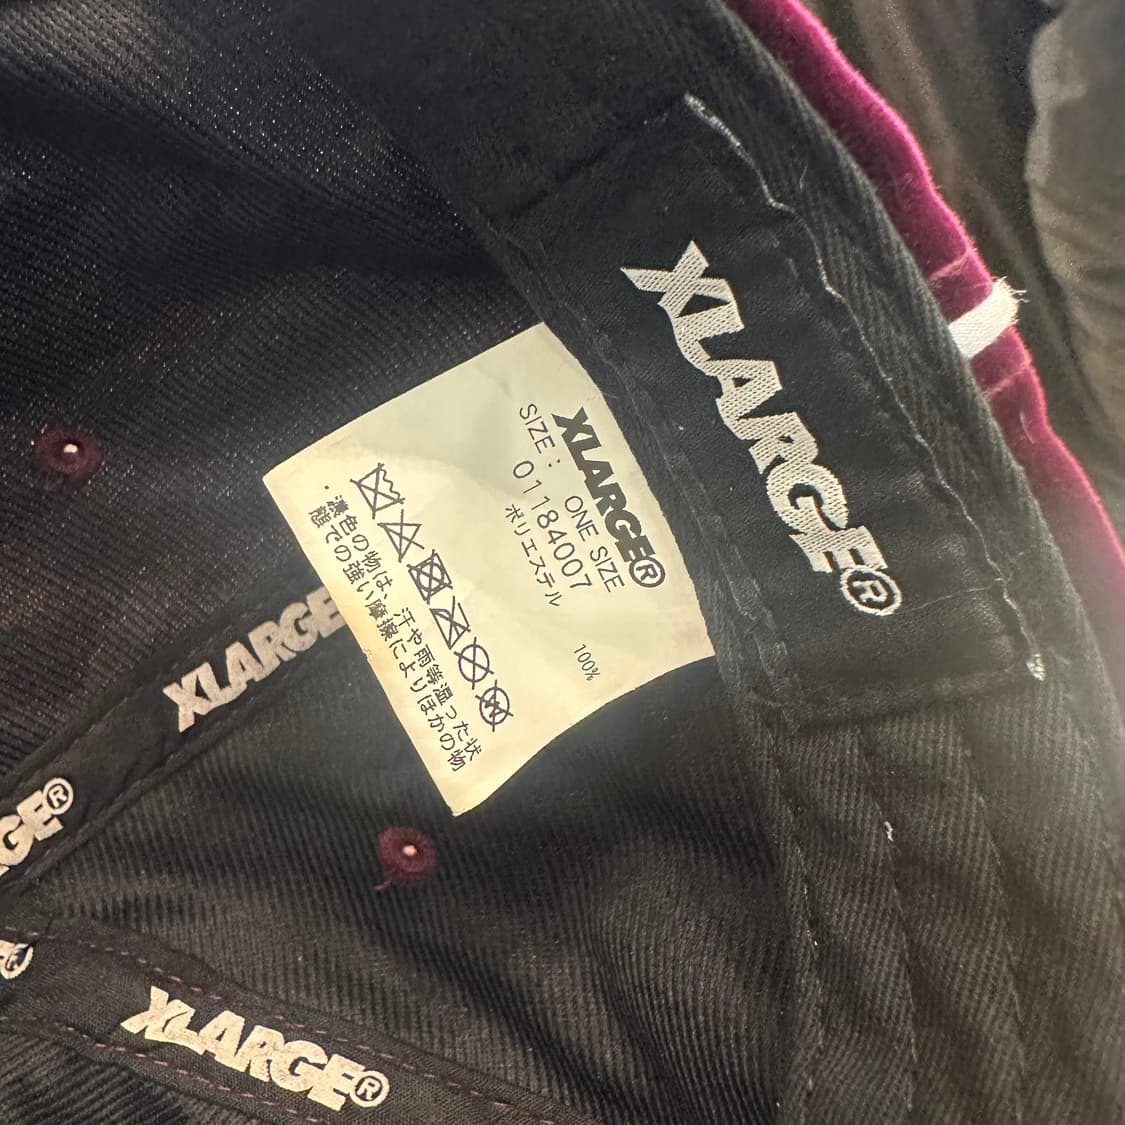 XLARGE®
XLARGE®
SIZE: ONE SIZE
01184007
ポリエステル 100%
・濃色の物は、汗や雨等湿った状
態での強い摩擦によりほかの物
XLARGE
GE®
XLARGE®